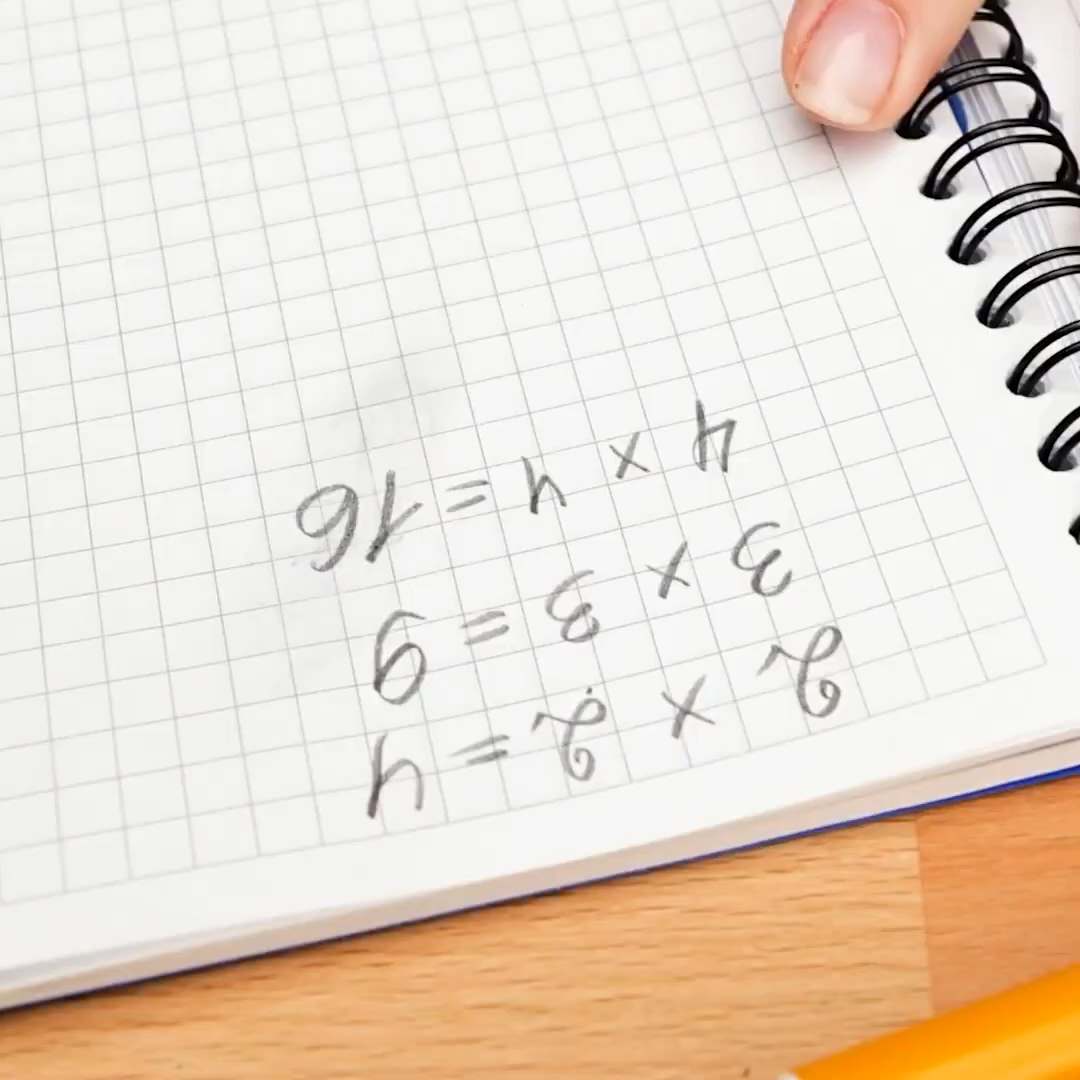 2 x 2 = 4
3 x 3 = 9
4 x 4 = 16